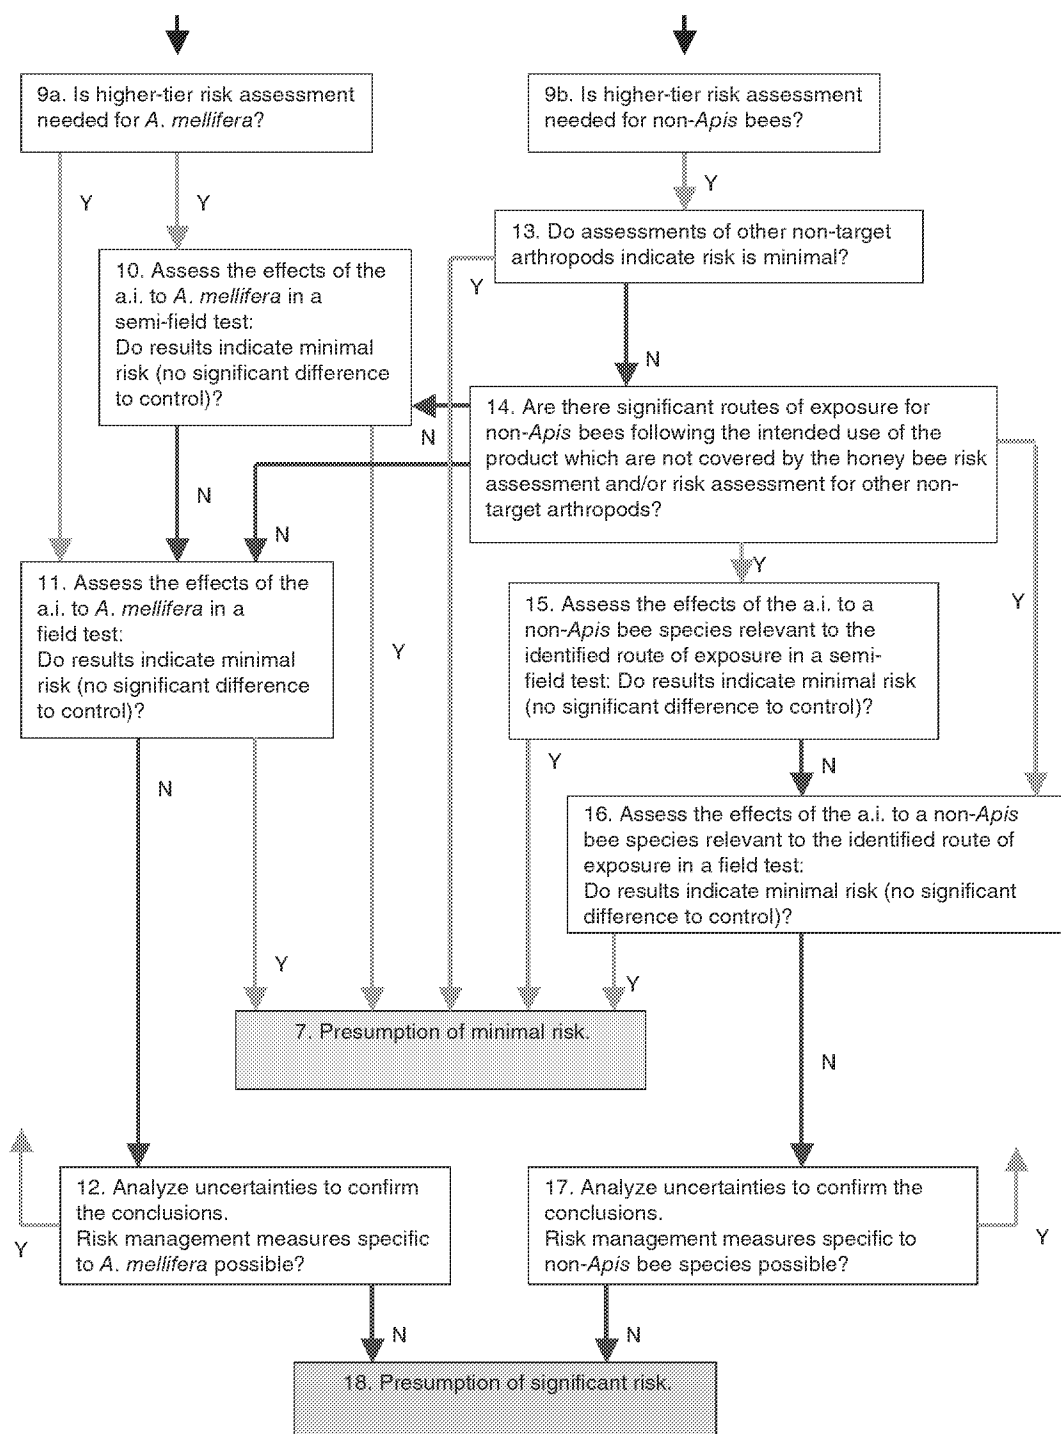 9a. Is higher-tier risk assessment
needed for A. mellifera?
9b. Is higher-tier risk assessment
needed for non-Apis bees?
Y
Y
Y
13. Do assessments of other non-target
arthropods indicate risk is minimal?
10. Assess the effects of the
a.i. to A. mellifera in a
semi-field test:
Do results indicate minimal
risk (no significant difference
to control)?
Y
N
14. Are there significant routes of exposure for
non-Apis bees following the intended use of the
product which are not covered by the honey bee risk
assessment and/or risk assessment for other non-
target arthropods?
N
N
N
Y
11. Assess the effects of the
a.i. to A. mellifera in a
field test:
Do results indicate minimal
risk (no significant difference
to control)?
Y
Y
15. Assess the effects of the a.i. to a
non-Apis bee species relevant to the
identified route of exposure in a semi-
field test: Do results indicate minimal risk
(no significant difference to control)?
N
Y
N
16. Assess the effects of the a.i. to a non-Apis
bee species relevant to the identified route of
exposure in a field test:
Do results indicate minimal risk (no significant
difference to control)?
Y
Y
7. Presumption of minimal risk.
N
12. Analyze uncertainties to confirm
the conclusions.
Risk management measures specific
to A. mellifera possible?
Y
17. Analyze uncertainties to confirm the
conclusions.
Risk management measures specific to
non-Apis bee species possible?
Y
N
N
18. Presumption of significant risk.